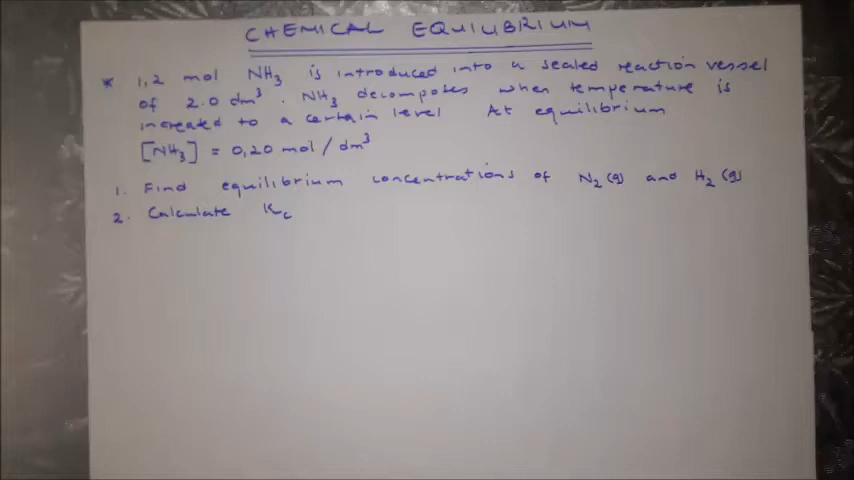 CHEMICAL EQUILIBRIUM
* 1,2 mol NH₃ is introduced into a sealed reaction vessel
of 2.0 dm³. NH₃ decomposes when temperature is
increated to a certain level At equilibrium
[NH₃] = 0,20 mol/dm³
1. Find equilibrium concentrations of N₂(g) and H₂(g)
2. Calculate Kc